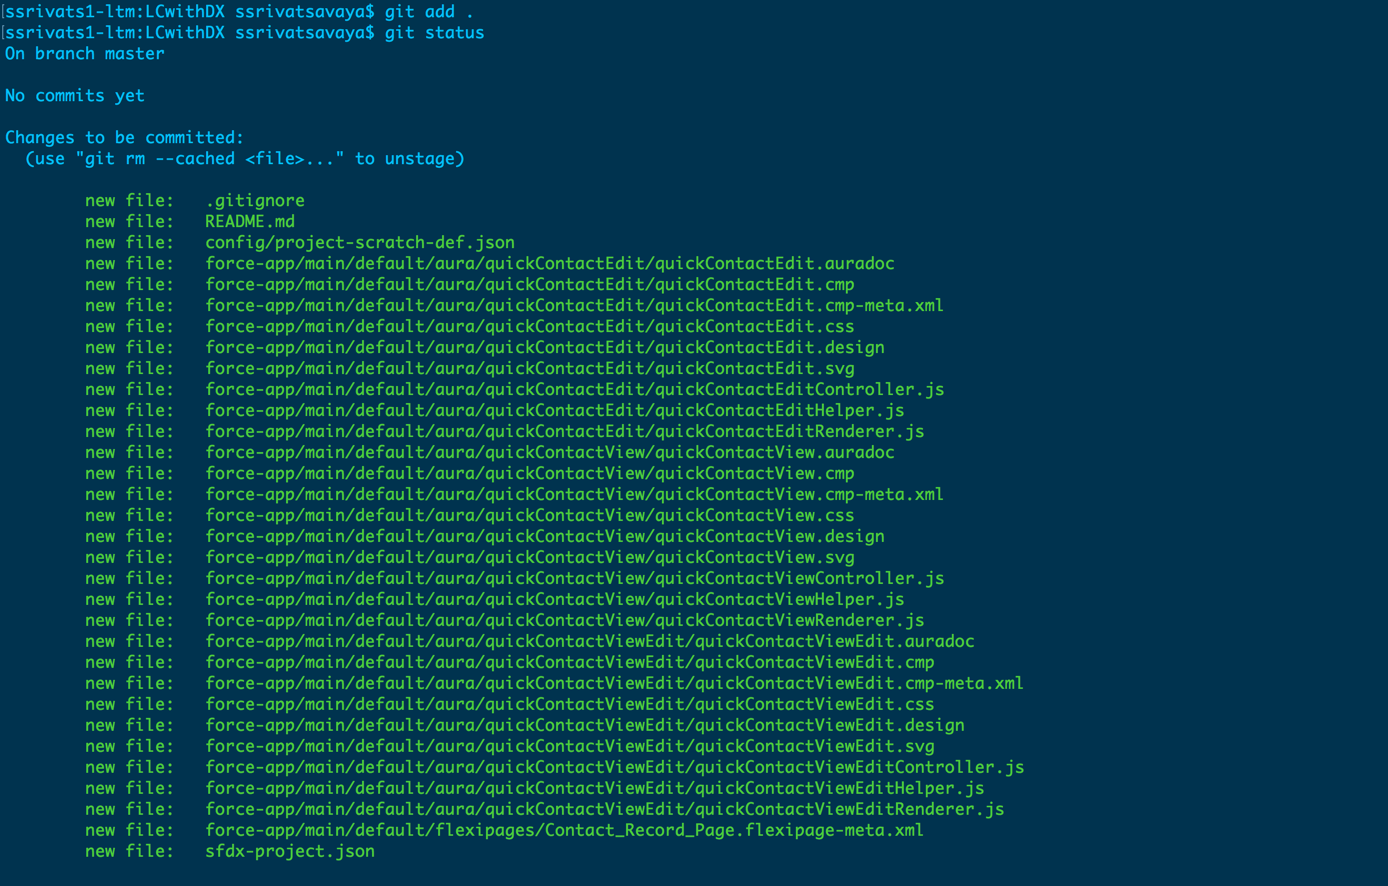 [ssrivats1-ltm:LCwithDX ssrivatsavaya$ git add .
[ssrivats1-ltm:LCwithDX ssrivatsavaya$ git status
On branch master
No commits yet
Changes to be committed:
  (use "git rm --cached <file>..." to unstage)
        new file:   .gitignore
        new file:   README.md
        new file:   config/project-scratch-def.json
        new file:   force-app/main/default/aura/quickContactEdit/quickContactEdit.auradoc
        new file:   force-app/main/default/aura/quickContactEdit/quickContactEdit.cmp
        new file:   force-app/main/default/aura/quickContactEdit/quickContactEdit.cmp-meta.xml
        new file:   force-app/main/default/aura/quickContactEdit/quickContactEdit.css
        new file:   force-app/main/default/aura/quickContactEdit/quickContactEdit.design
        new file:   force-app/main/default/aura/quickContactEdit/quickContactEdit.svg
        new file:   force-app/main/default/aura/quickContactEdit/quickContactEditController.js
        new file:   force-app/main/default/aura/quickContactEdit/quickContactEditHelper.js
        new file:   force-app/main/default/aura/quickContactEdit/quickContactEditRenderer.js
        new file:   force-app/main/default/aura/quickContactView/quickContactView.auradoc
        new file:   force-app/main/default/aura/quickContactView/quickContactView.cmp
        new file:   force-app/main/default/aura/quickContactView/quickContactView.cmp-meta.xml
        new file:   force-app/main/default/aura/quickContactView/quickContactView.css
        new file:   force-app/main/default/aura/quickContactView/quickContactView.design
        new file:   force-app/main/default/aura/quickContactView/quickContactView.svg
        new file:   force-app/main/default/aura/quickContactView/quickContactViewController.js
        new file:   force-app/main/default/aura/quickContactView/quickContactViewHelper.js
        new file:   force-app/main/default/aura/quickContactView/quickContactViewRenderer.js
        new file:   force-app/main/default/aura/quickContactViewEdit/quickContactViewEdit.auradoc
        new file:   force-app/main/default/aura/quickContactViewEdit/quickContactViewEdit.cmp
        new file:   force-app/main/default/aura/quickContactViewEdit/quickContactViewEdit.cmp-meta.xml
        new file:   force-app/main/default/aura/quickContactViewEdit/quickContactViewEdit.css
        new file:   force-app/main/default/aura/quickContactViewEdit/quickContactViewEdit.design
        new file:   force-app/main/default/aura/quickContactViewEdit/quickContactViewEdit.svg
        new file:   force-app/main/default/aura/quickContactViewEdit/quickContactViewEditController.js
        new file:   force-app/main/default/aura/quickContactViewEdit/quickContactViewEditHelper.js
        new file:   force-app/main/default/aura/quickContactViewEdit/quickContactViewEditRenderer.js
        new file:   force-app/main/default/flexipages/Contact_Record_Page.flexipage-meta.xml
        new file:   sfdx-project.json